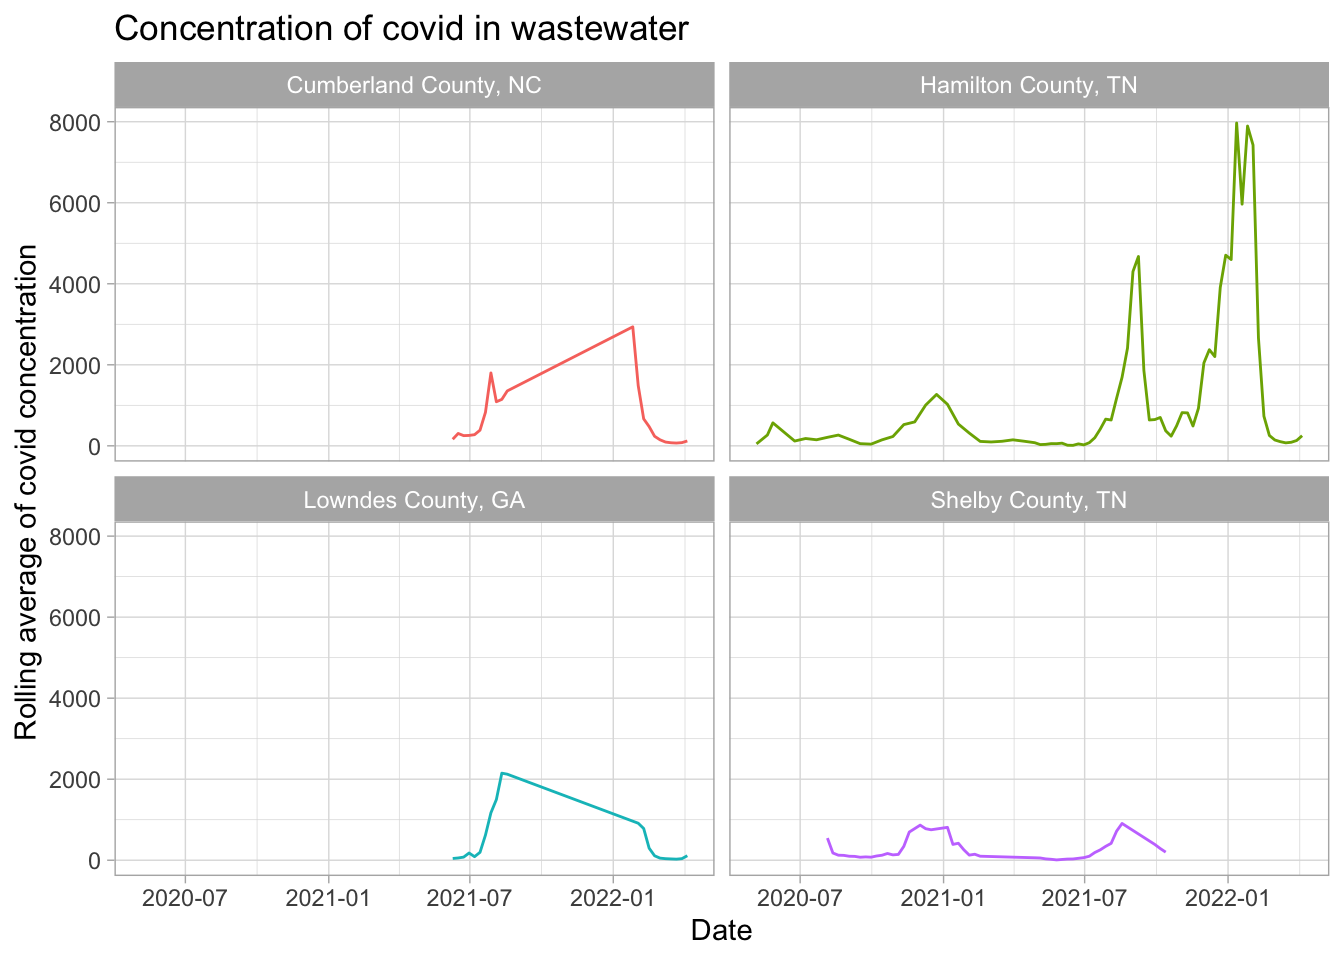 Concentration of covid in wastewater
Cumberland County, NC
Hamilton County, TN
8000
6000
4000
2000
0
Lowndes County, GA
Shelby County, TN
8000
6000
4000
2000
0
2020-07
2021-01
2021-07
2022-01
2020-07
2021-01
2021-07
2022-01
Date
Rolling average of covid concentration